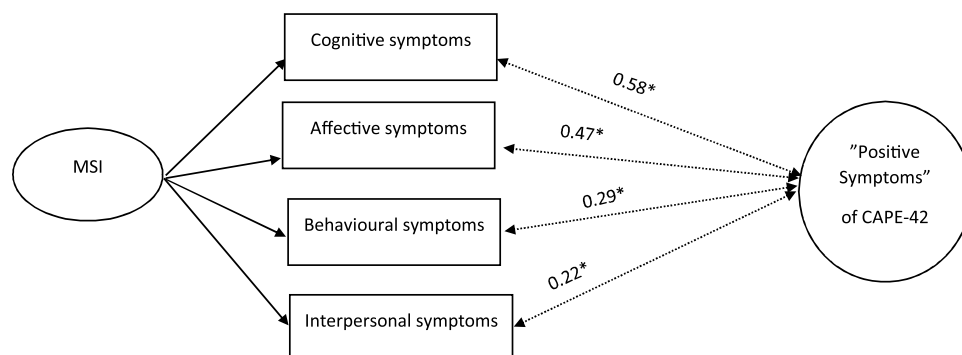 Cognitive symptoms
0.58*
Affective symptoms
0.47*
MSI
”Positive
Symptoms”
of CAPE-42
0.29*
Behavioural symptoms
0.22*
Interpersonal symptoms